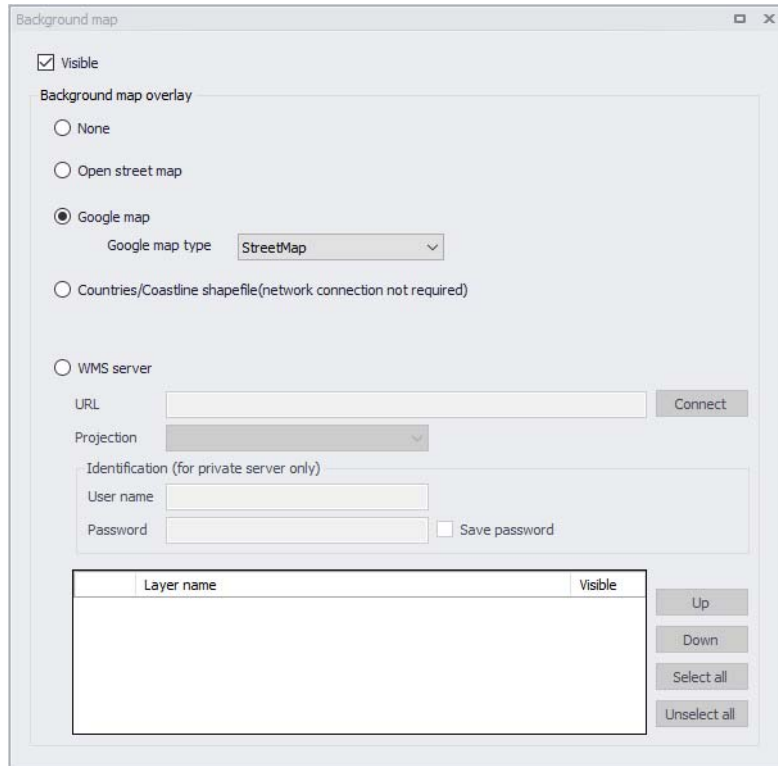 Background map
Visible
Background map overlay
None
Open street map
Google map
Google map type StreetMap
Countries/Coastline shapefile(network connection not required)
WMS server
URL Connect
Projection
Identification (for private server only)
User name
Password Save password
Layer name Visible
Up
Down
Select all
Unselect all